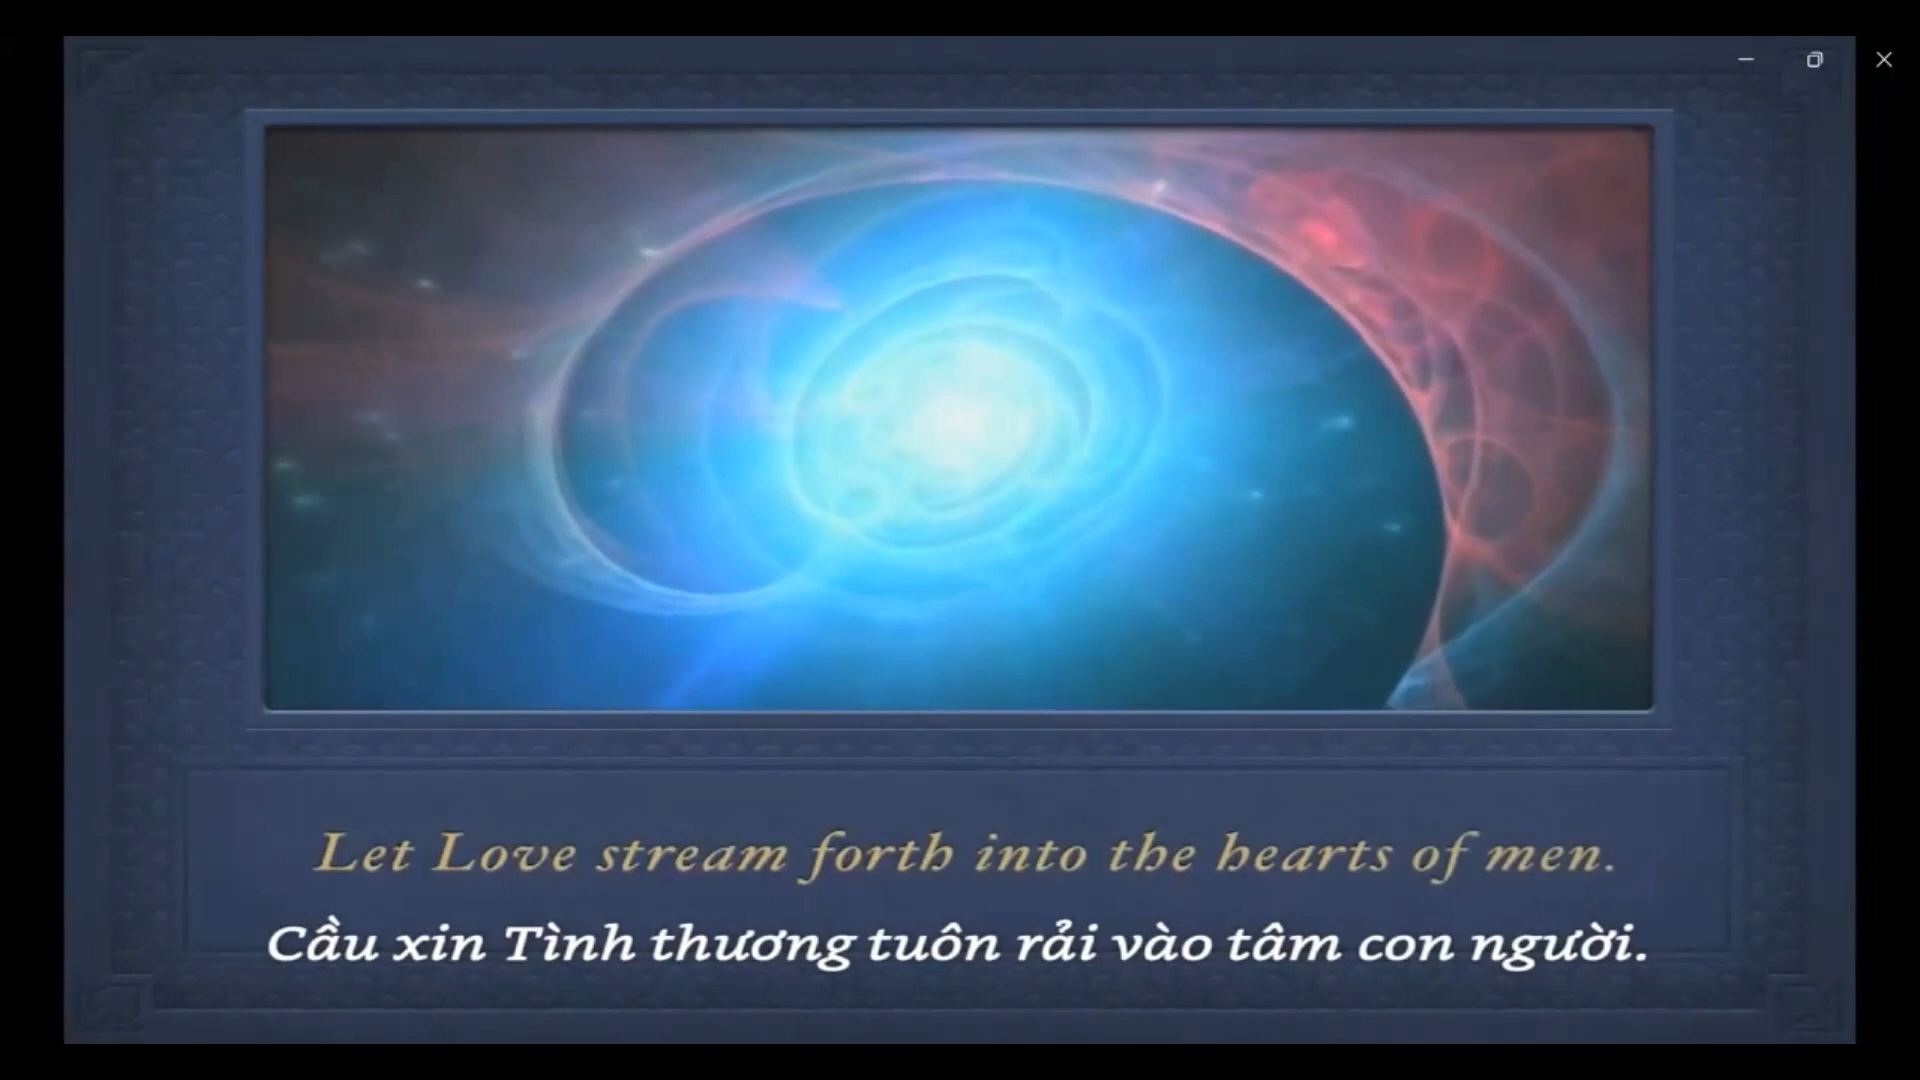 Let Love stream forth into the hearts of men.
Cầu xin Tình thương tuôn rải vào tâm con người.